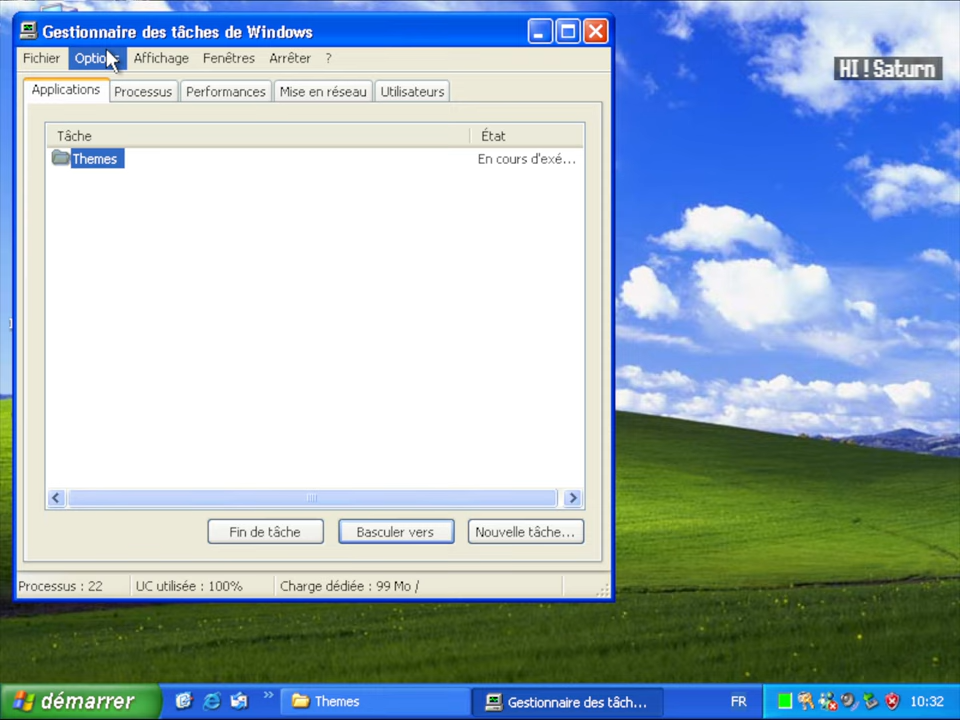 Gestionnaire des tâches de Windows
Fichier Options Affichage Fenêtres Arrêter ?
HI ! Saturn
Applications Processus Performances Mise en réseau Utilisateurs
Tâche État
Themes En cours d'exé...
Fin de tâche Basculer vers Nouvelle tâche...
Processus : 22 UC utilisée : 100% Charge dédiée : 99 Mo /
démarrer » Themes Gestionnaire des tâch... FR 10:32